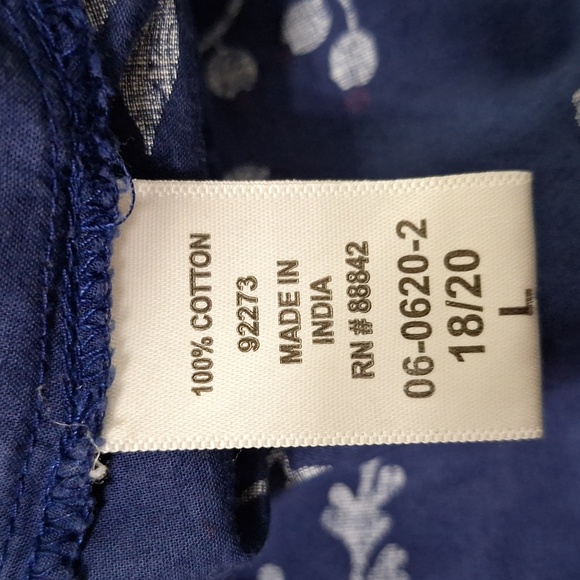 100% COTTON
92273
MADE IN
INDIA
RN # 88842
06-0620-2
18/20
L